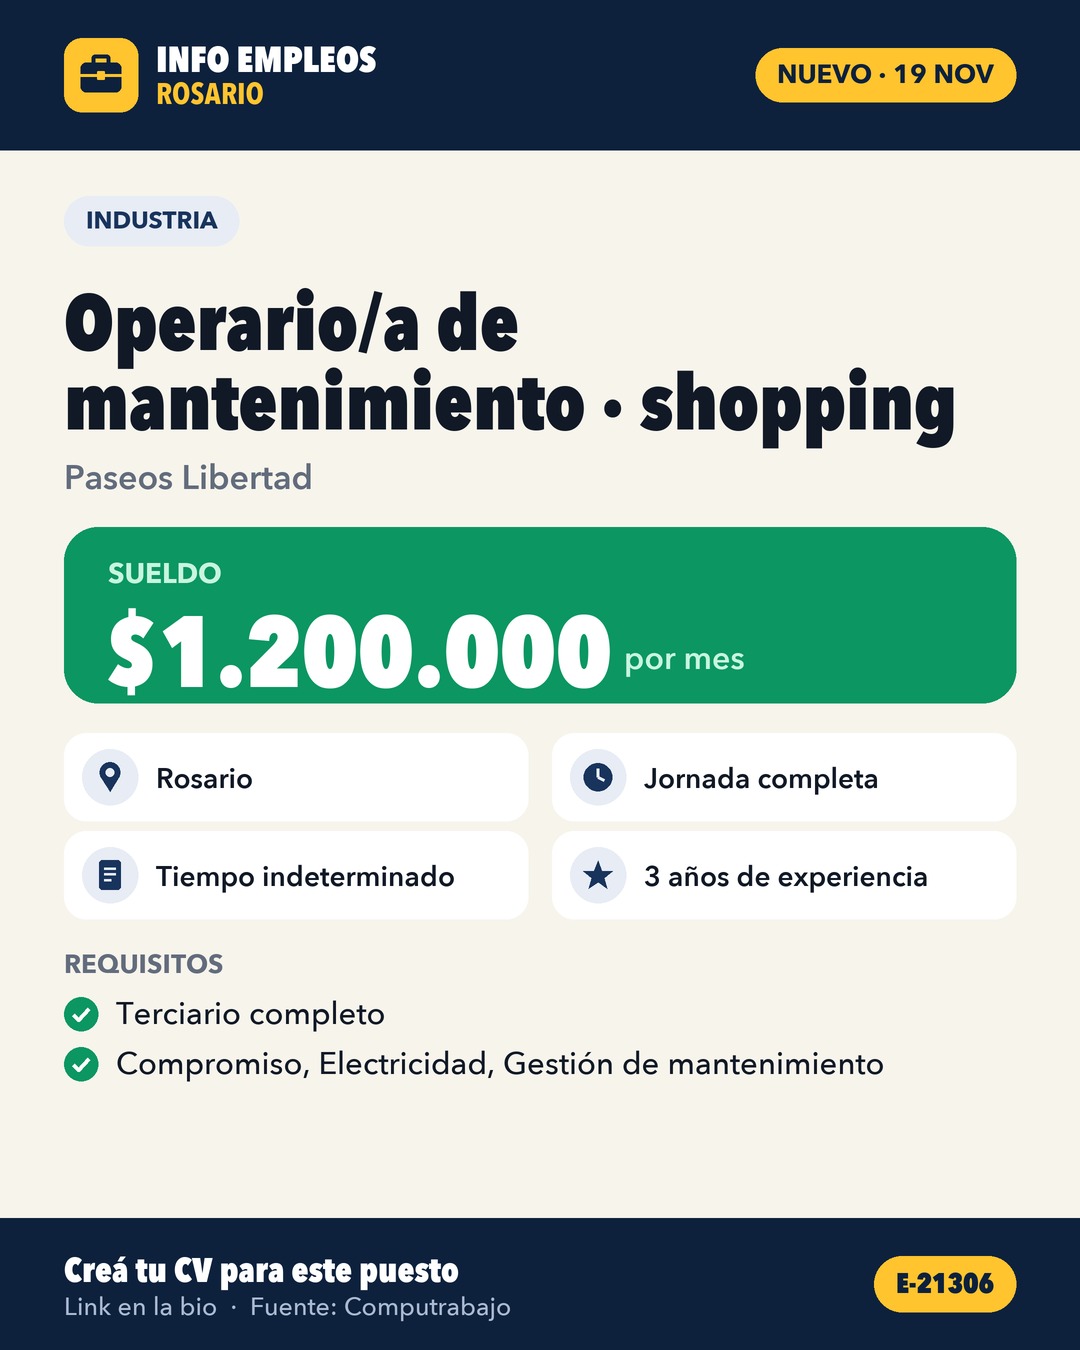 INFO EMPLEOS
ROSARIO
NUEVO · 19 NOV
INDUSTRIA
Operario/a de
mantenimiento · shopping
Paseos Libertad
SUELDO
$1.200.000 por mes
Rosario
Jornada completa
Tiempo indeterminado
3 años de experiencia
REQUISITOS
Terciario completo
Compromiso, Electricidad, Gestión de mantenimiento
Creá tu CV para este puesto
Link en la bio · Fuente: Computrabajo
E-21306